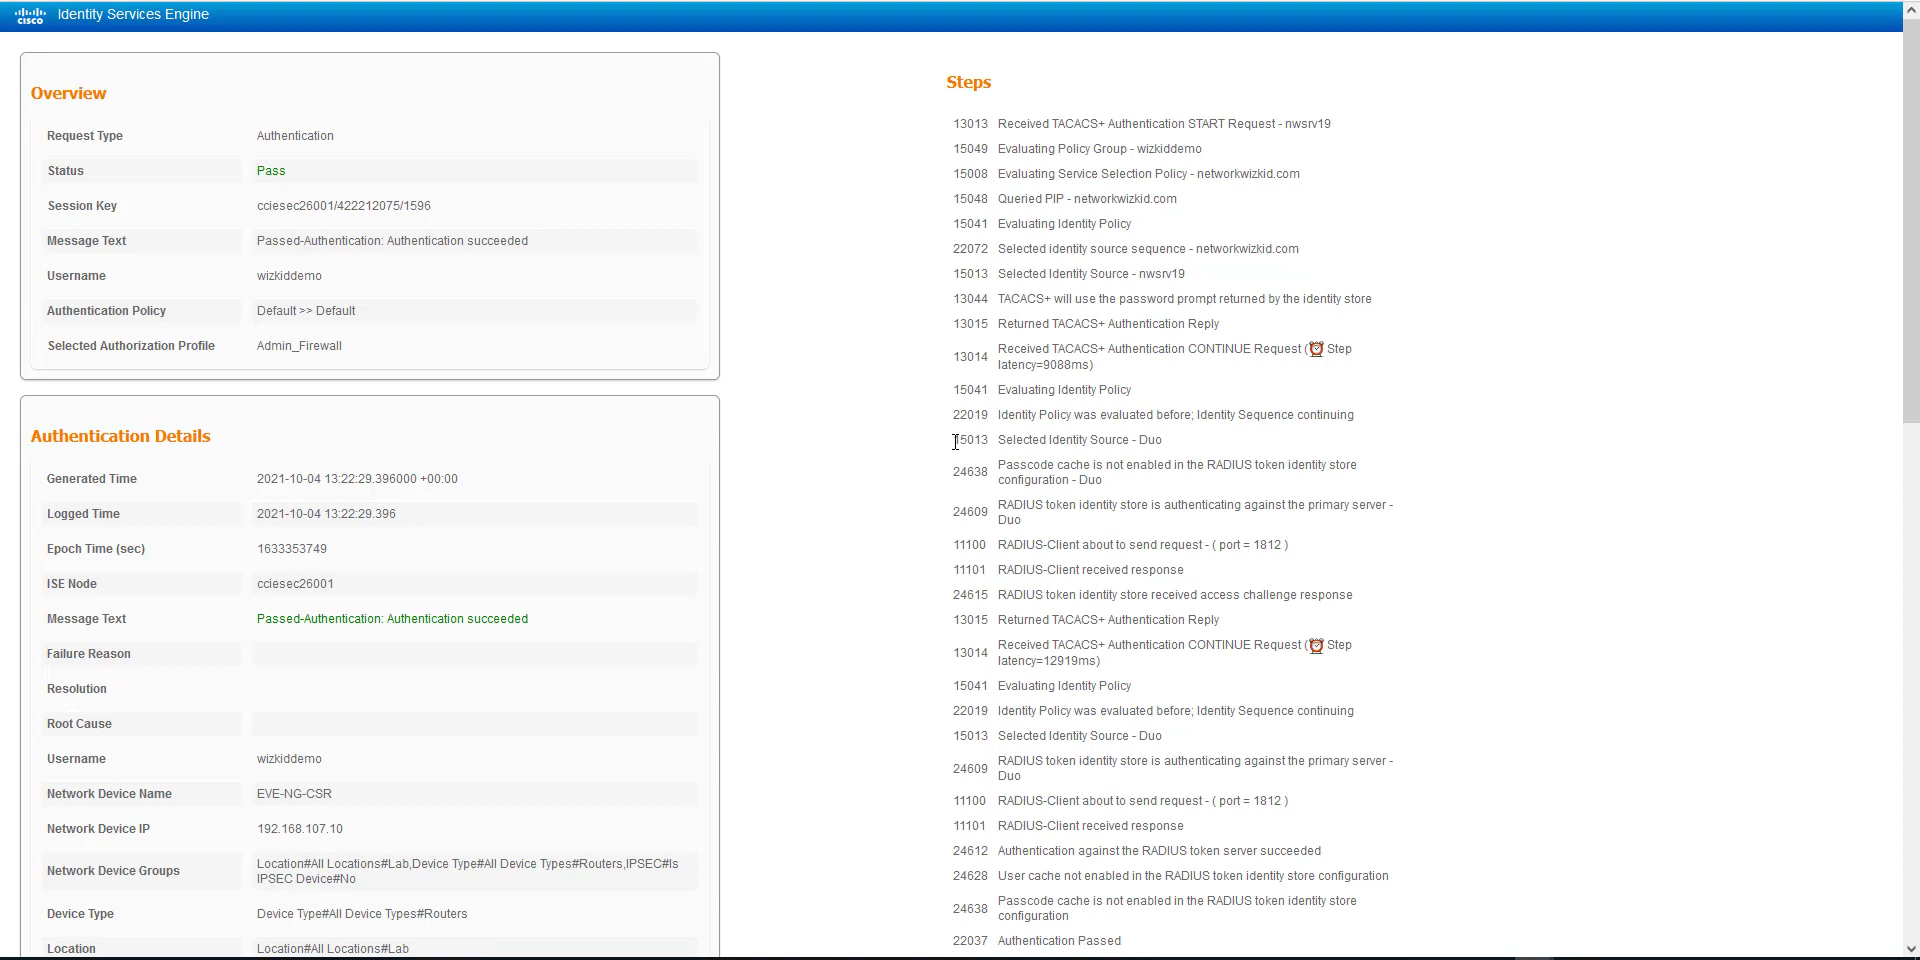 cisco Identity Services Engine
Overview
Request Type Authentication
Status Pass
Session Key cciesec26001/422212075/1596
Message Text Passed-Authentication: Authentication succeeded
Username wizkiddemo
Authentication Policy Default >> Default
Selected Authorization Profile Admin_Firewall
Authentication Details
Generated Time 2021-10-04 13:22:29.396000 +00:00
Logged Time 2021-10-04 13:22:29.396
Epoch Time (sec) 1633353749
ISE Node cciesec26001
Message Text Passed-Authentication: Authentication succeeded
Failure Reason
Resolution
Root Cause
Username wizkiddemo
Network Device Name EVE-NG-CSR
Network Device IP 192.168.107.10
Network Device Groups Location#All Locations#Lab,Device Type#All Device Types#Routers,IPSEC#Is
IPSEC Device#No
Device Type Device Type#All Device Types#Routers
Location Location#All Locations#Lab
Steps
13013 Received TACACS+ Authentication START Request - nwsrv19
15049 Evaluating Policy Group - wizkiddemo
15008 Evaluating Service Selection Policy - networkwizkid.com
15048 Queried PIP - networkwizkid.com
15041 Evaluating Identity Policy
22072 Selected identity source sequence - networkwizkid.com
15013 Selected Identity Source - nwsrv19
13044 TACACS+ will use the password prompt returned by the identity store
13015 Returned TACACS+ Authentication Reply
13014 Received TACACS+ Authentication CONTINUE Request (⏰ Step
latency=9088ms)
15041 Evaluating Identity Policy
22019 Identity Policy was evaluated before; Identity Sequence continuing
15013 Selected Identity Source - Duo
24638 Passcode cache is not enabled in the RADIUS token identity store
configuration - Duo
24609 RADIUS token identity store is authenticating against the primary server -
Duo
11100 RADIUS-Client about to send request - ( port = 1812 )
11101 RADIUS-Client received response
24615 RADIUS token identity store received access challenge response
13015 Returned TACACS+ Authentication Reply
13014 Received TACACS+ Authentication CONTINUE Request (⏰ Step
latency=12919ms)
15041 Evaluating Identity Policy
22019 Identity Policy was evaluated before; Identity Sequence continuing
15013 Selected Identity Source - Duo
24609 RADIUS token identity store is authenticating against the primary server -
Duo
11100 RADIUS-Client about to send request - ( port = 1812 )
11101 RADIUS-Client received response
24612 Authentication against the RADIUS token server succeeded
24628 User cache not enabled in the RADIUS token identity store configuration
24638 Passcode cache is not enabled in the RADIUS token identity store
configuration
22037 Authentication Passed